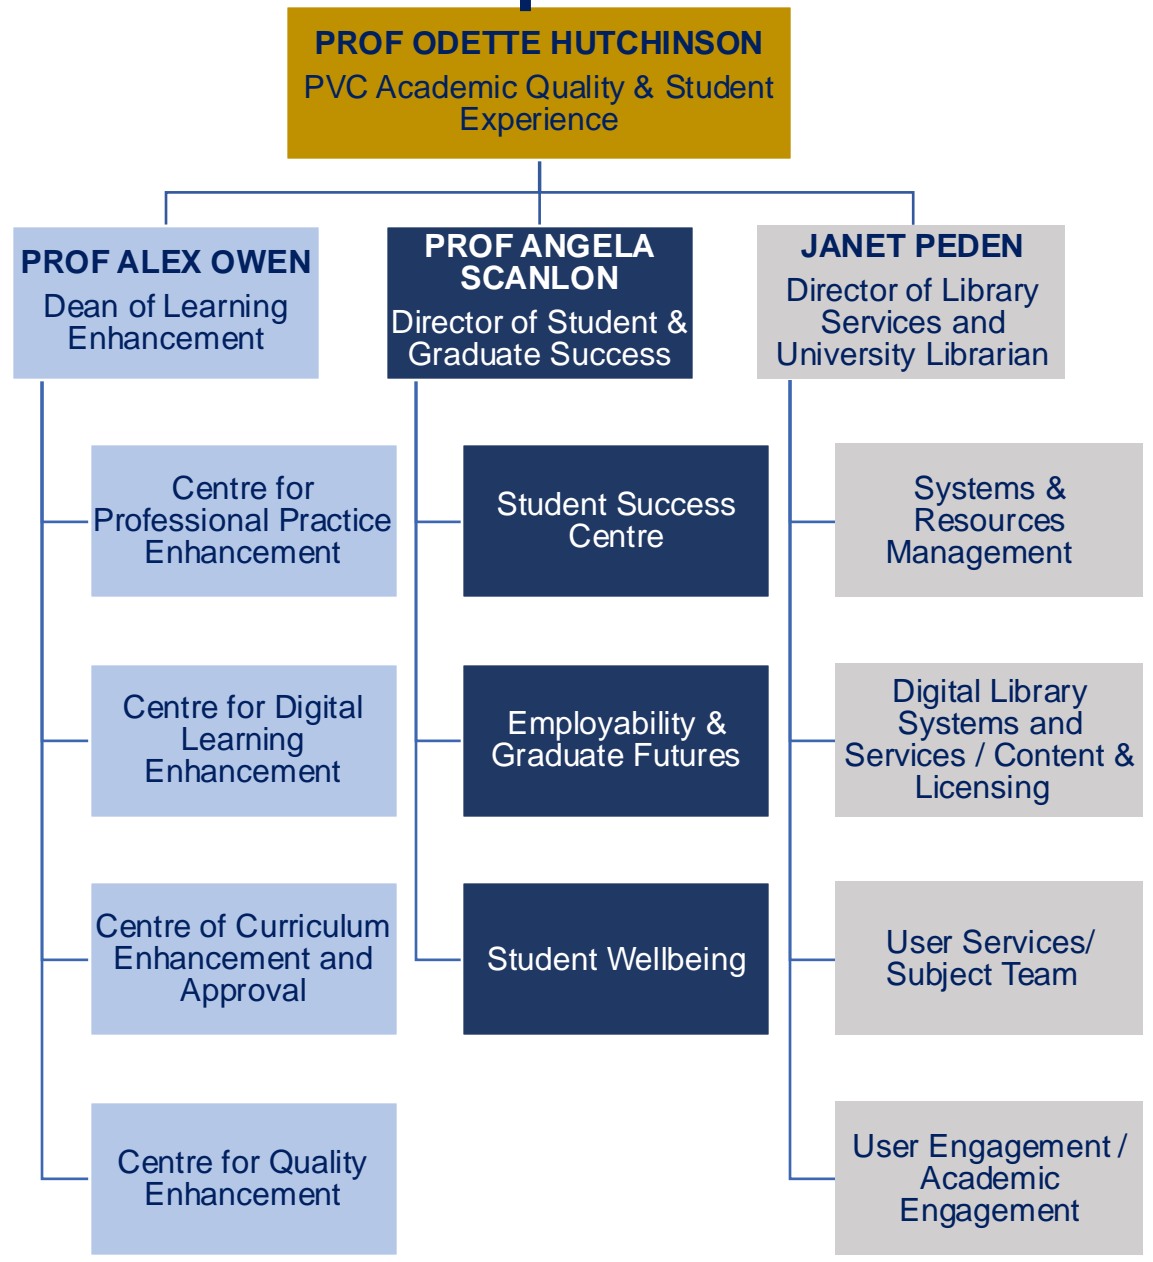 PROF ODETTE HUTCHINSON
PVC Academic Quality & Student
Experience
PROF ALEX OWEN
Dean of Learning
Enhancement
PROF ANGELA
SCANLON
Director of Student &
Graduate Success
JANET PEDEN
Director of Library
Services and
University Librarian
Centre for
Professional Practice
Enhancement
Centre for Digital
Learning
Enhancement
Centre of Curriculum
Enhancement and
Approval
Centre for Quality
Enhancement
Student Success
Centre
Employability &
Graduate Futures
Student Wellbeing
Systems &
Resources
Management
Digital Library
Systems and
Services / Content &
Licensing
User Services/
Subject Team
User Engagement /
Academic
Engagement